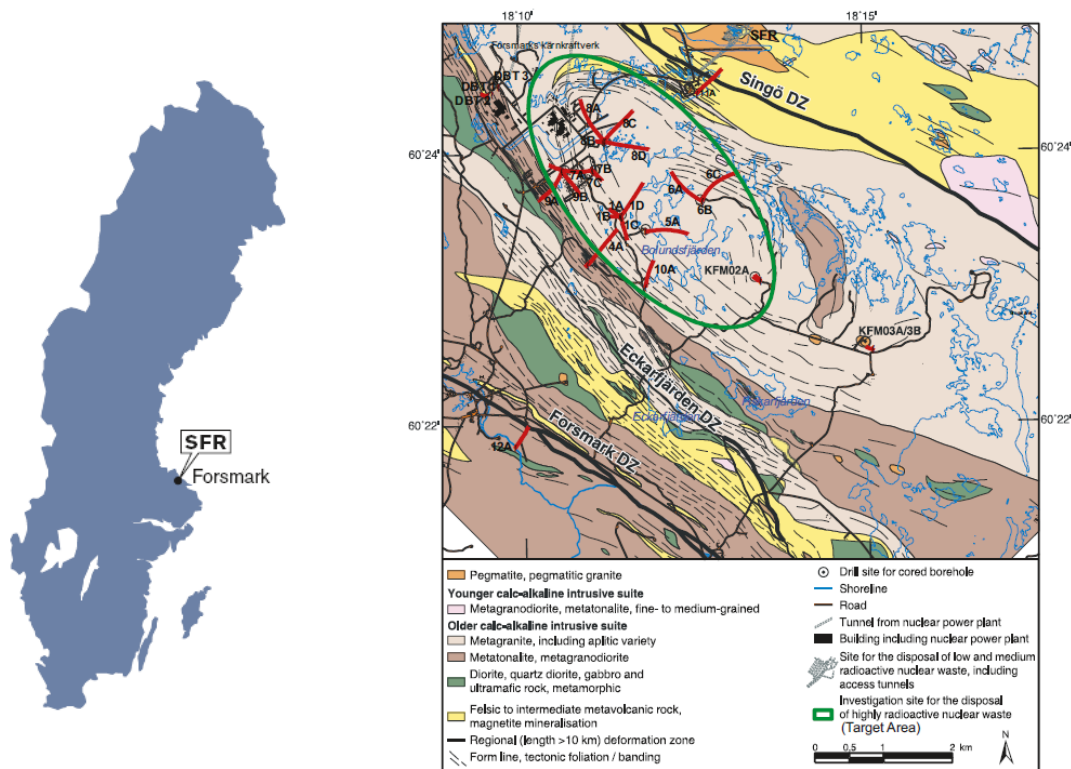 SFR
Forsmark
18°10'
18°15'
Forsmarks kärnkraftverk
SFR
DBT 3
DBT 2
11A
Singö DZ
8A
8C
8B
8D
60°24'
60°24'
7A
7B
7C
9A
9B
6A
6C
6B
1A
1D
1B
1C
5A
4A
Bolundsfjärden
10A
KFM02A
KFM03A/3B
Eckarfjärden DZ
Eckarfjärden
Forsmark DZ
12A
60°22'
Pegmatite, pegmatitic granite
Younger calc-alkaline intrusive suite
Metagranodiorite, metatonalite, fine- to medium-grained
Older calc-alkaline intrusive suite
Metagranite, including aplitic variety
Metatonalite, metagranodiorite
Diorite, quartz diorite, gabbro and
ultramafic rock, metamorphic
Felsic to intermediate metavolcanic rock,
magnetite mineralisation
Regional (length >10 km) deformation zone
Form line, tectonic foliation / banding
Drill site for cored borehole
Shoreline
Road
Tunnel from nuclear power plant
Building including nuclear power plant
Site for the disposal of low and medium
radioactive nuclear waste, including
access tunnels
Investigation site for the disposal
of highly radioactive nuclear waste
(Target Area)
0 0,5 1 2 km
N